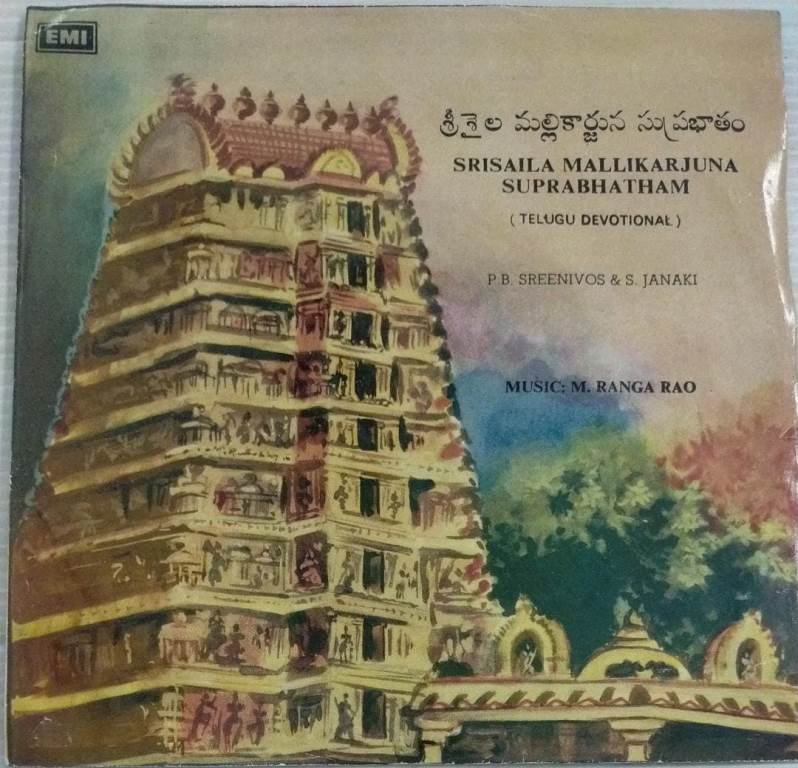 EMI
శ్రీశైల మల్లికార్జున సుప్రభాతం
SRISAILA MALLIKARJUNA
SUPRABHATHAM
( TELUGU DEVOTIONAL )
P.B. SREENIVOS & S. JANAKI
MUSIC: M. RANGA RAO